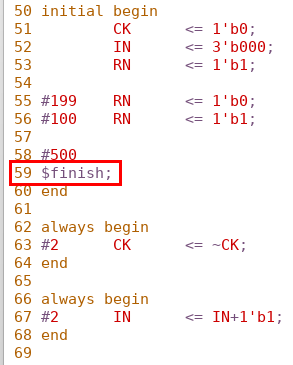 50 initial begin
51 CK <= 1'b0;
52 IN <= 3'b000;
53 RN <= 1'b1;
54
55 #199 RN <= 1'b0;
56 #100 RN <= 1'b1;
57
58 #500
59 $finish;
60 end
61
62 always begin
63 #2 CK <= ~CK;
64 end
65
66 always begin
67 #2 IN <= IN+1'b1;
68 end
69